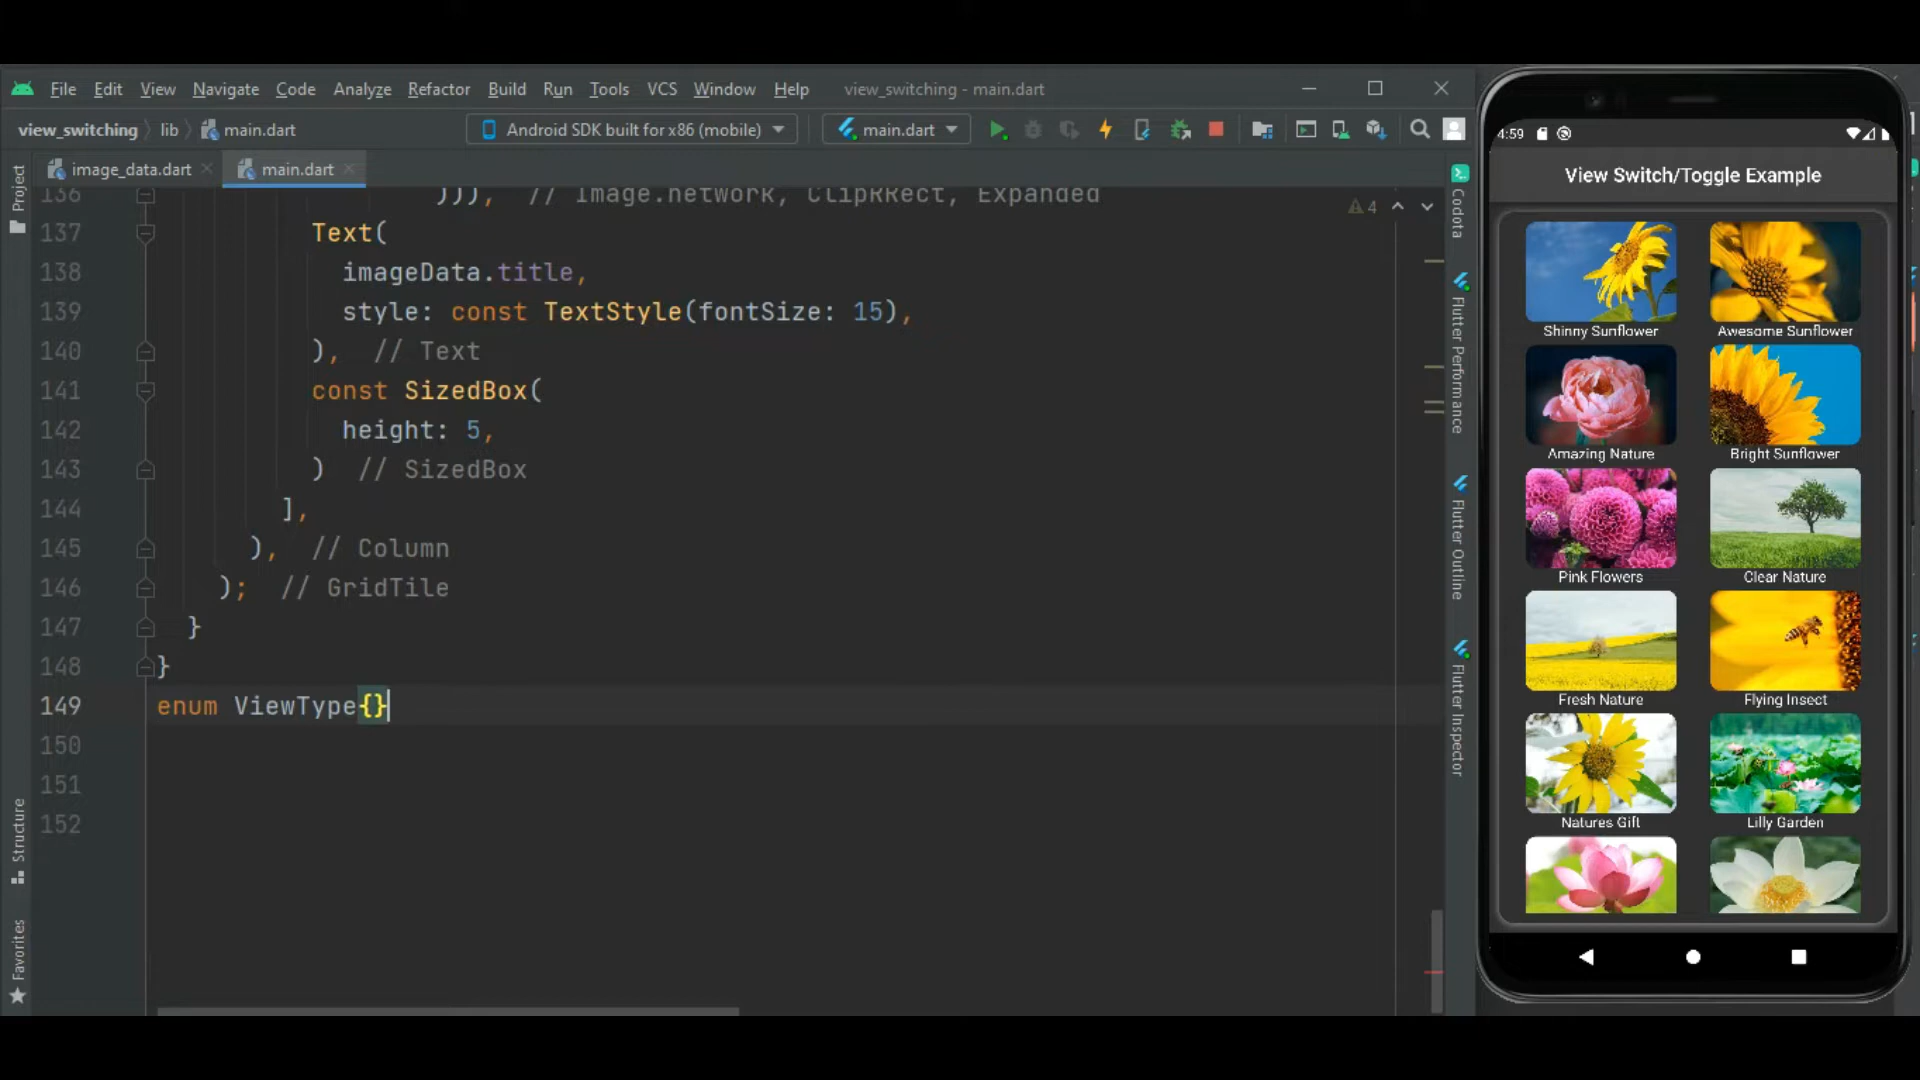 File Edit View Navigate Code Analyze Refactor Build Run Tools VCS Window Help view_switching - main.dart
view_switching lib main.dart Android SDK built for x86 (mobile) main.dart
image_data.dart main.dart
Project
Structure
Favorites
4
136 ))), // Image.network, ClipRRect, Expanded
137 Text(
138 imageData.title,
139 style: const TextStyle(fontSize: 15),
140 ), // Text
141 const SizedBox(
142 height: 5,
143 ) // SizedBox
144 ],
145 ), // Column
146 ); // GridTile
147 }
148 }
149 enum ViewType{}
150
151
152
Codota
Flutter Performance
Flutter Outline
Flutter Inspector
4:59
View Switch/Toggle Example
Shinny Sunflower Awesome Sunflower
Amazing Nature Bright Sunflower
Pink Flowers Clear Nature
Fresh Nature Flying Insect
Natures Gift Lilly Garden